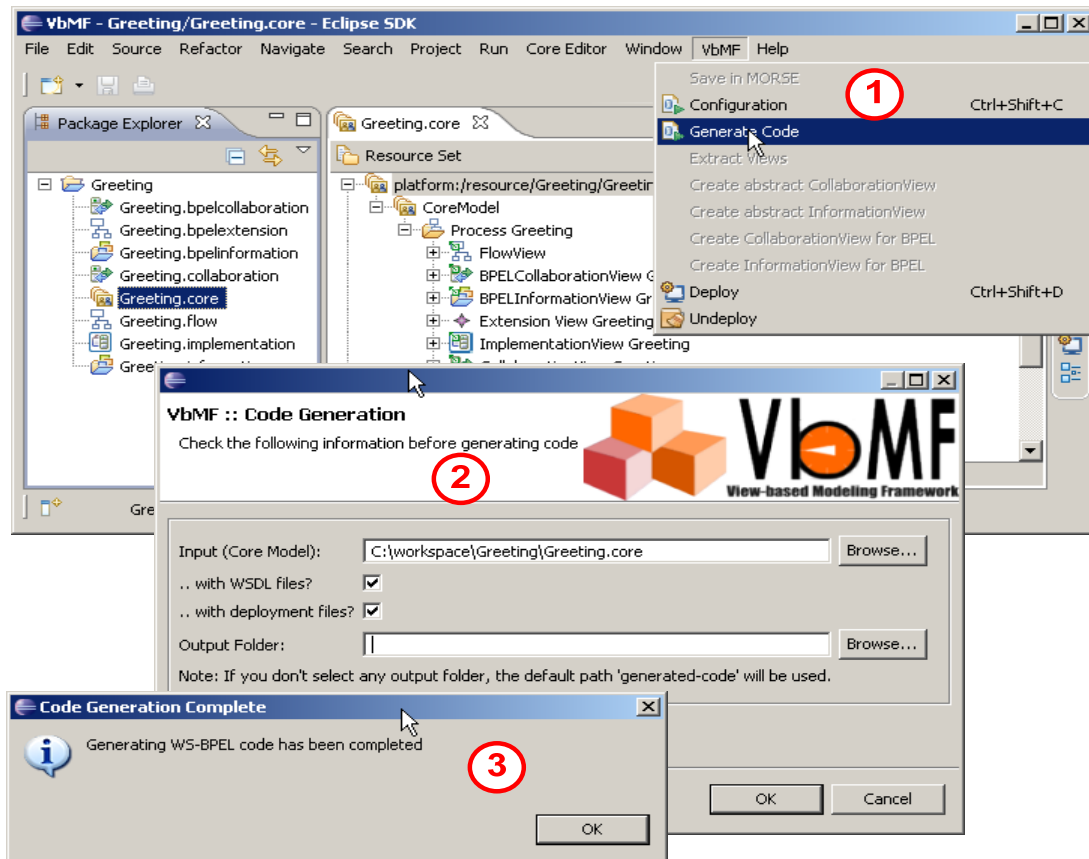 VbMF - Greeting/Greeting.core - Eclipse SDK
File Edit Source Refactor Navigate Search Project Run Core Editor Window VbMF Help
Save in MORSE
Configuration Ctrl+Shift+C
Generate Code
Extract Views
Create abstract CollaborationView
Create abstract InformationView
Create CollaborationView for BPEL
Create InformationView for BPEL
Deploy Ctrl+Shift+D
Undeploy
1
Package Explorer
Greeting
Greeting.bpelcollaboration
Greeting.bpelextension
Greeting.bpelinformation
Greeting.collaboration
Greeting.core
Greeting.flow
Greeting.implementation
Gree
Greeting.core
Resource Set
platform:/resource/Greeting/Greetin
CoreModel
Process Greeting
FlowView
BPELCollaborationView G
BPELInformationView Gr
Extension View Greeting
ImplementationView Greeting
Gre
VbMF :: Code Generation
Check the following information before generating code
2
VbMF
View-based Modeling Framework
Input (Core Model): C:\workspace\Greeting\Greeting.core Browse...
.. with WSDL files?
.. with deployment files?
Output Folder: Browse...
Note: If you don't select any output folder, the default path 'generated-code' will be used.
OK Cancel
Code Generation Complete
Generating WS-BPEL code has been completed
3
OK